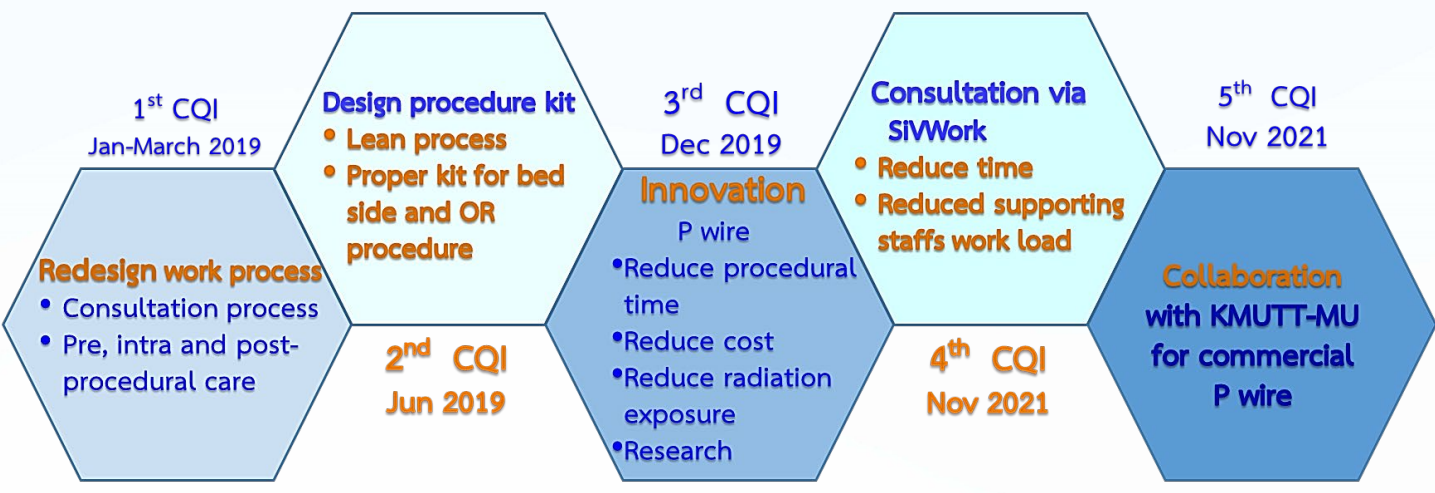 1st CQI
Jan-March 2019
Redesign work process
• Consultation process
• Pre, intra and post-
procedural care
Design procedure kit
• Lean process
• Proper kit for bed
side and OR
procedure
2nd CQI
Jun 2019
3rd CQI
Dec 2019
Innovation
P wire
•Reduce procedural
time
•Reduce cost
•Reduce radiation
exposure
•Research
Consultation via
SiVWork
• Reduce time
• Reduced supporting
staffs work load
4th CQI
Nov 2021
5th CQI
Nov 2021
Collaboration
with KMUTT-MU
for commercial
P wire